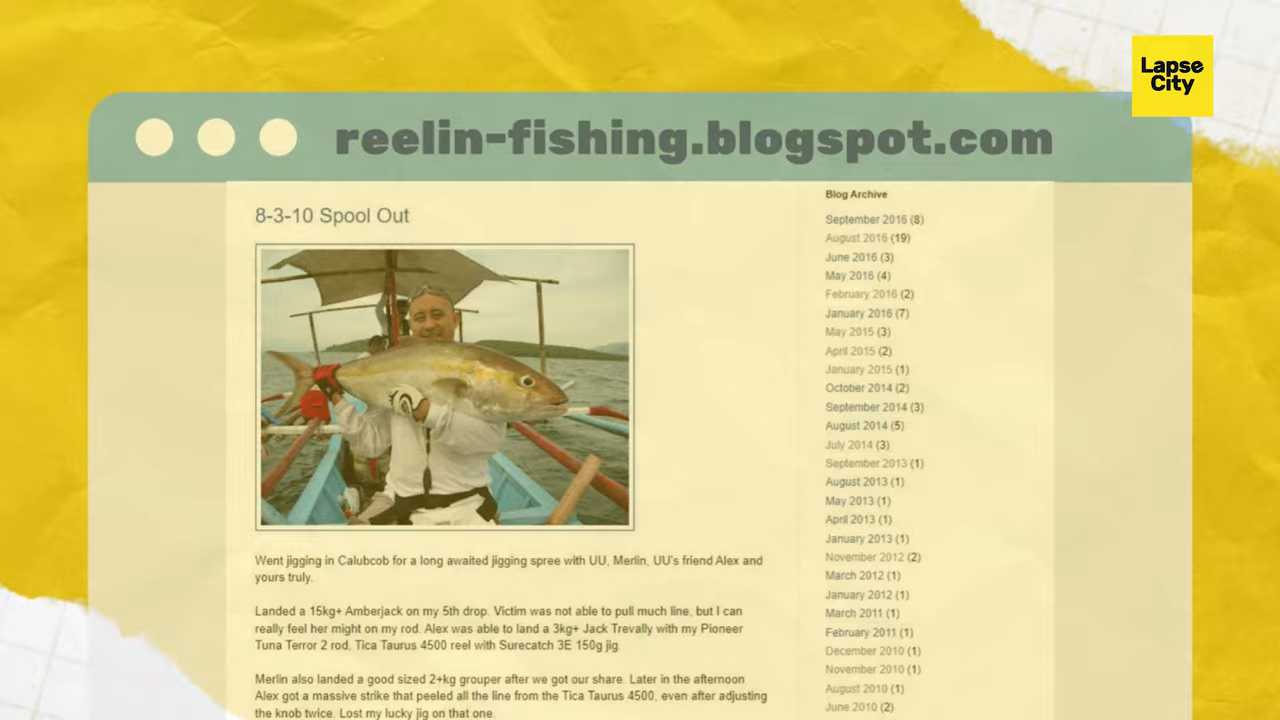 Lapse
City
reelin-fishing.blogspot.com
8-3-10 Spool Out
Went jigging in Calubcob for a long awaited jigging spree with UU, Merlin, UU's friend Alex and
yours truly.
Landed a 15kg+ Amberjack on my 5th drop. Victim was not able to pull much line, but I can
really feel her might on my rod. Alex was able to land a 3kg+ Jack Trevally with my Pioneer
Tuna Terror 2 rod, Tica Taurus 4500 reel with Surecatch 3E 150g jig.
Merlin also landed a good sized 2+kg grouper after we got our share. Later in the afternoon
Alex got a massive strike that peeled all the line from the Tica Taurus 4500, even after adjusting
the knob twice. Lost my lucky jig on that one.
Blog Archive
September 2016 (8)
August 2016 (19)
June 2016 (3)
May 2016 (4)
February 2016 (2)
January 2016 (7)
May 2015 (3)
April 2015 (2)
January 2015 (1)
October 2014 (2)
September 2014 (3)
August 2014 (5)
July 2014 (3)
September 2013 (1)
August 2013 (1)
May 2013 (1)
April 2013 (1)
January 2013 (1)
November 2012 (2)
March 2012 (1)
January 2012 (1)
March 2011 (1)
February 2011 (1)
December 2010 (1)
November 2010 (1)
August 2010 (1)
June 2010 (2)